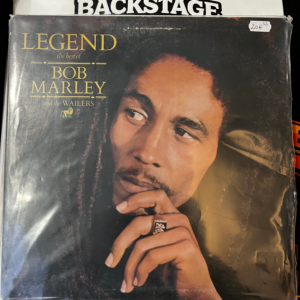 BACKSTAGE
LEGEND
the best of
BOB
MARLEY
and the WAILERS